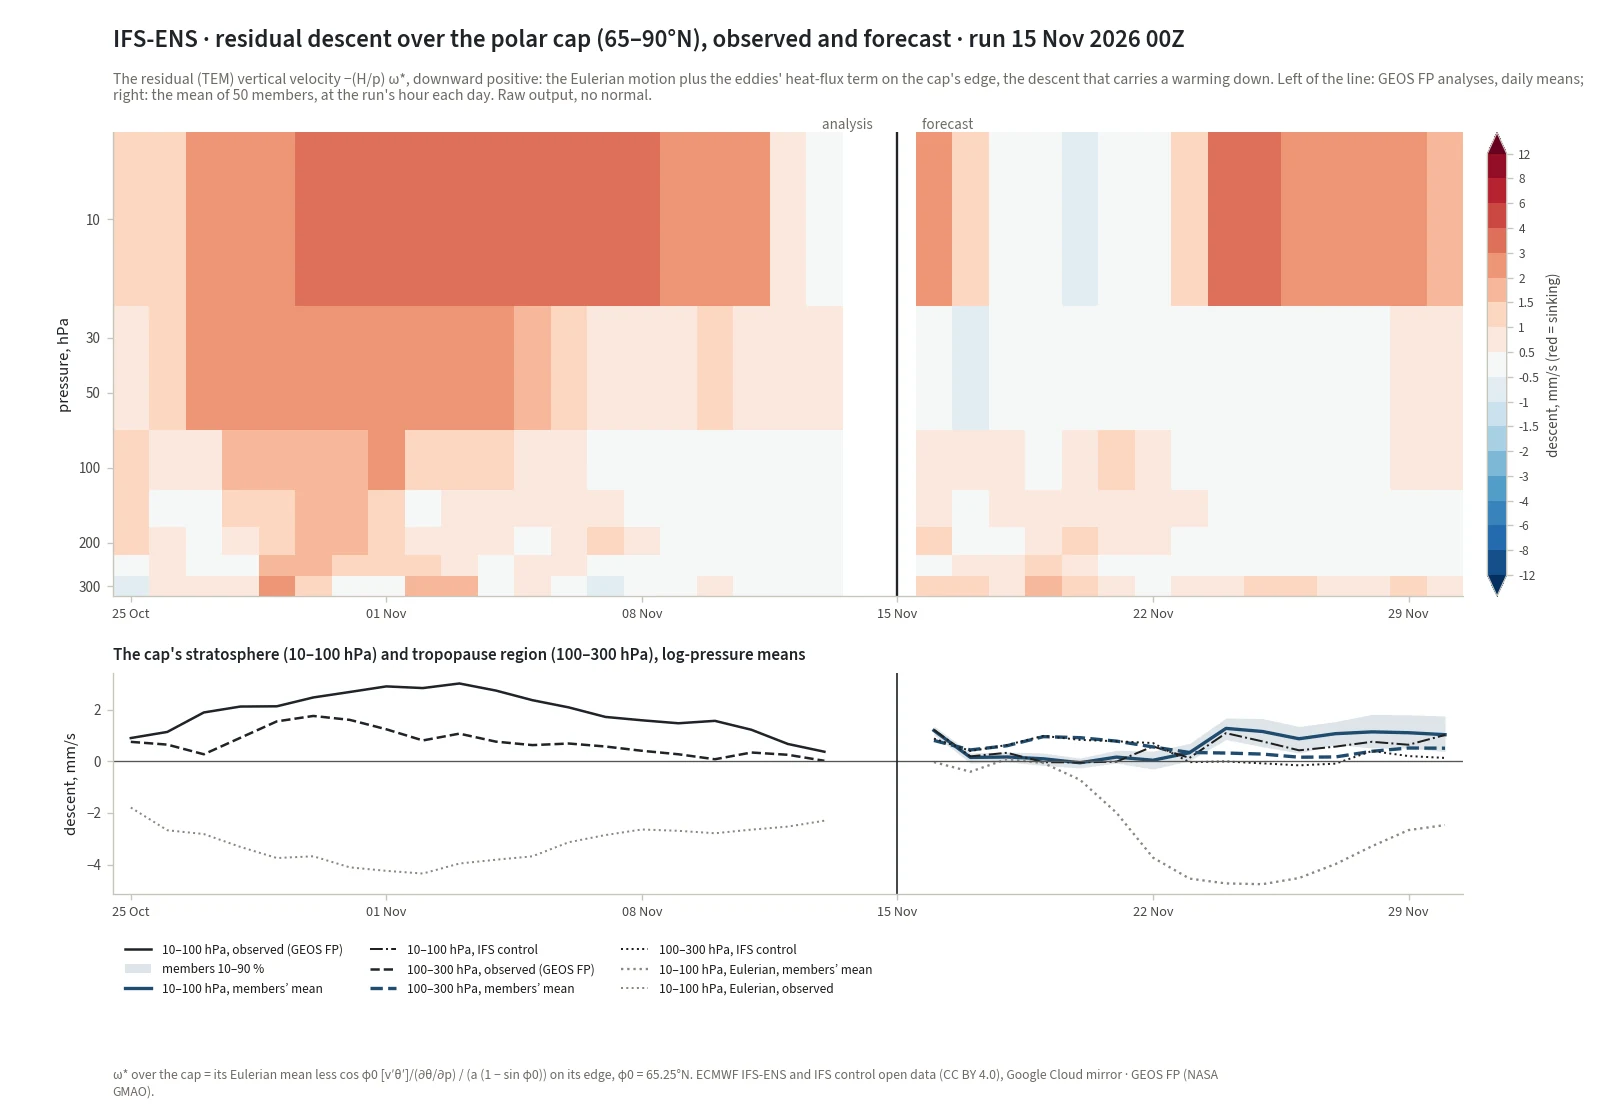 IFS-ENS · residual descent over the polar cap (65–90°N), observed and forecast · run 15 Nov 2026 00Z
The residual (TEM) vertical velocity −(H/p) ω*, downward positive: the Eulerian motion plus the eddies' heat-flux term on the cap's edge, the descent that carries a warming down. Left of the line: GEOS FP analyses, daily means;
right: the mean of 50 members, at the run's hour each day. Raw output, no normal.
analysis
forecast
pressure, hPa
10
30
50
100
200
300
25 Oct
01 Nov
08 Nov
15 Nov
22 Nov
29 Nov
12
8
6
4
3
2
1.5
1
0.5
-0.5
-1
-1.5
-2
-3
-4
-6
-8
-12
descent, mm/s (red = sinking)
The cap's stratosphere (10–100 hPa) and tropopause region (100–300 hPa), log-pressure means
descent, mm/s
2
0
−2
−4
25 Oct
01 Nov
08 Nov
15 Nov
22 Nov
29 Nov
10–100 hPa, observed (GEOS FP)
members 10–90 %
10–100 hPa, members’ mean
10–100 hPa, IFS control
100–300 hPa, observed (GEOS FP)
100–300 hPa, members’ mean
100–300 hPa, IFS control
10–100 hPa, Eulerian, members’ mean
10–100 hPa, Eulerian, observed
ω* over the cap = its Eulerian mean less cos φ0 [v′θ′]/(∂θ/∂p) / (a (1 − sin φ0)) on its edge, φ0 = 65.25°N. ECMWF IFS-ENS and IFS control open data (CC BY 4.0), Google Cloud mirror · GEOS FP (NASA
GMAO).